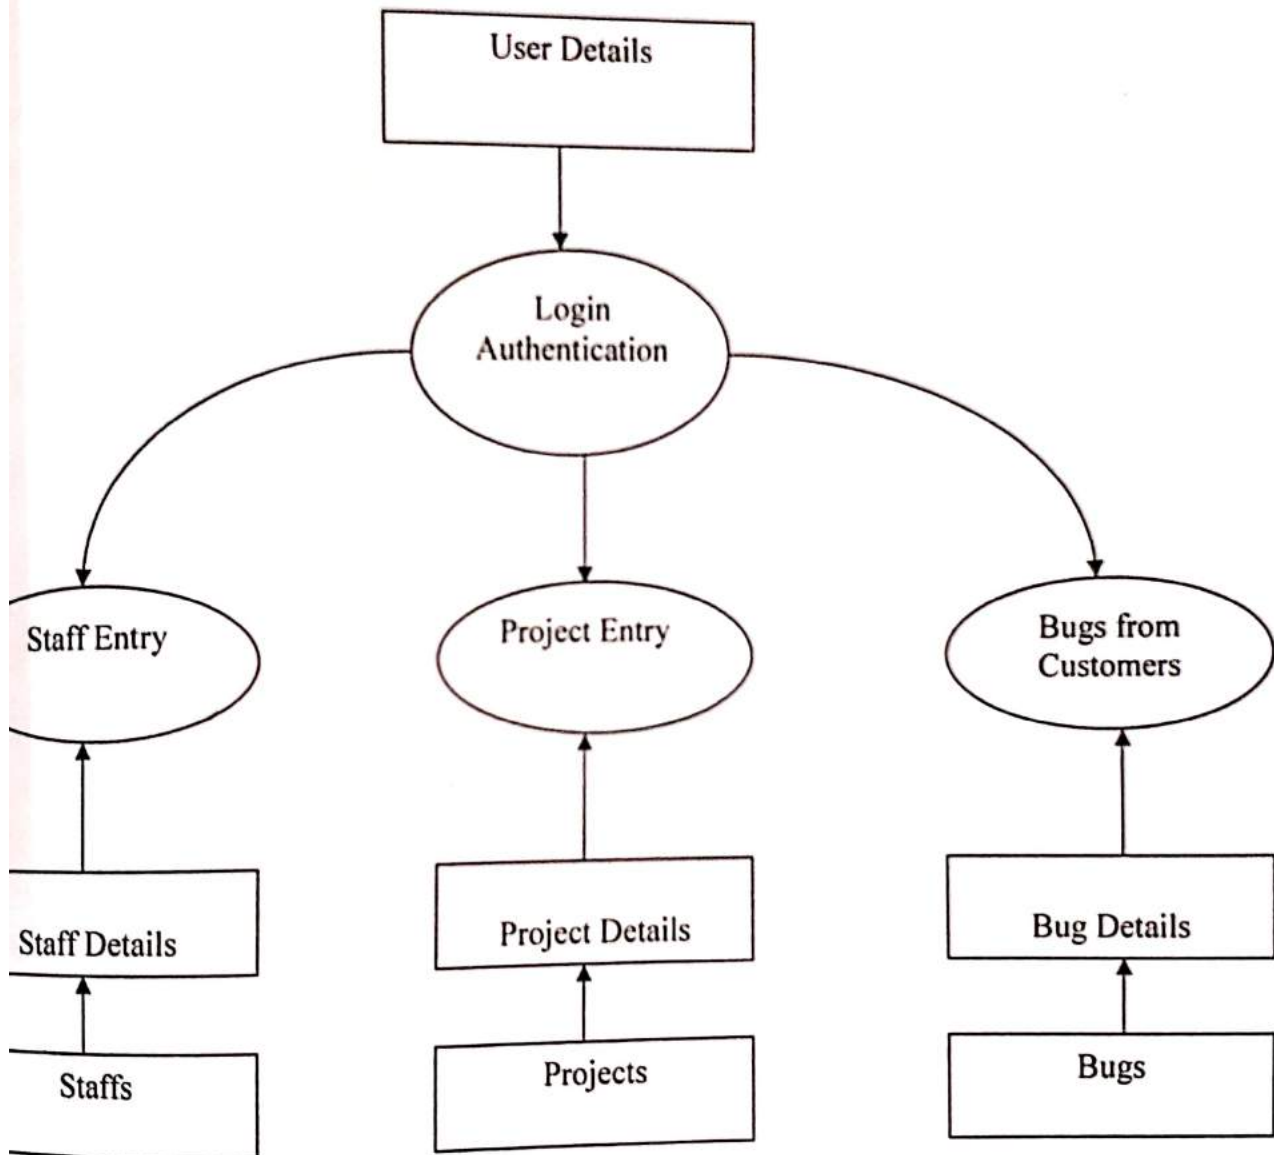 User Details
Login
Authentication
Staff Entry
Project Entry
Bugs from
Customers
Staff Details
Project Details
Bug Details
Staffs
Projects
Bugs